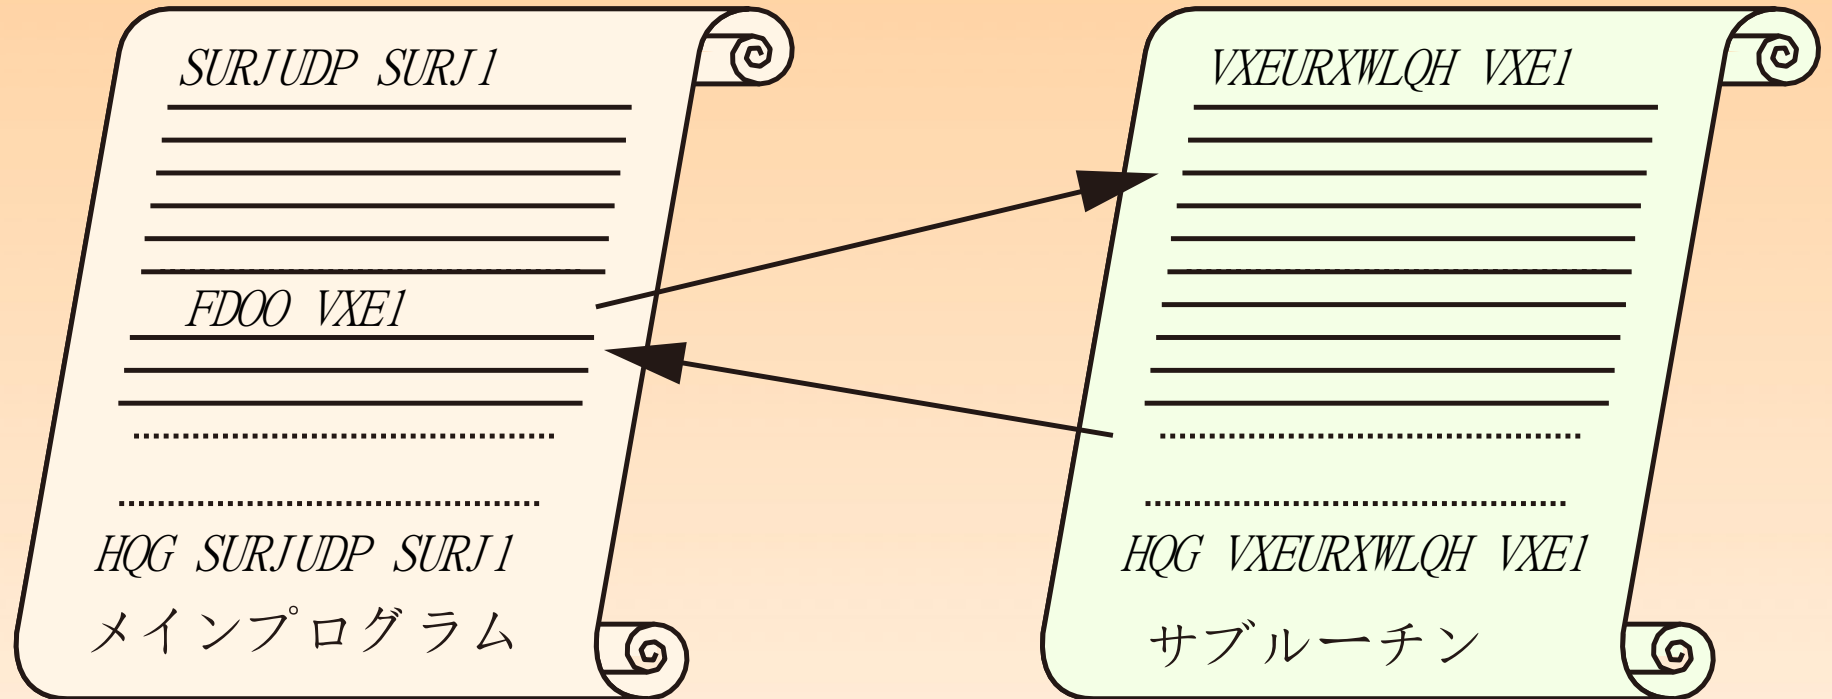 SURJUDP SURJ1
FDOO VXE1
HQG SURJUDP SURJ1
メインプログラム
VXEURXWLQH VXE1
HQG VXEURXWLQH VXE1
サブルーチン